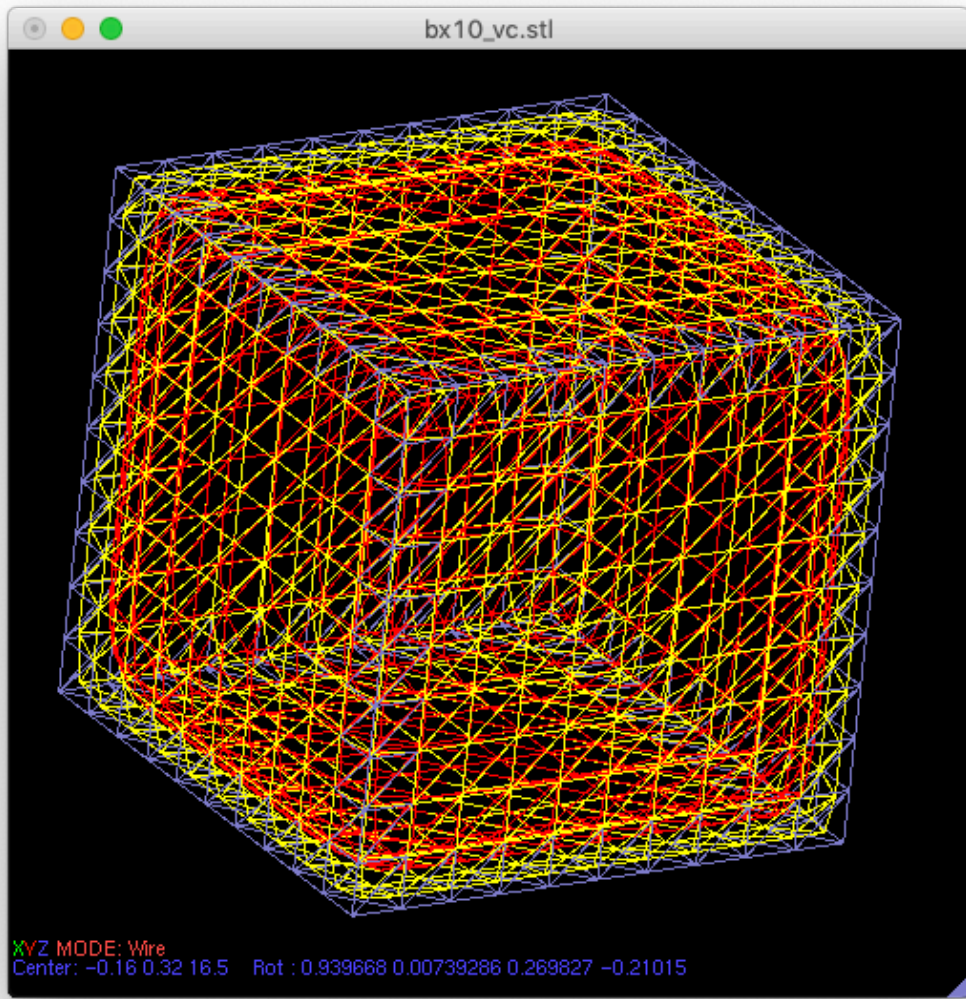 bx10_vc.stl
XYZ MODE: Wire
Center: -0.16 0.32 16.5 Rot : 0.939668 0.00739286 0.269827 -0.21015